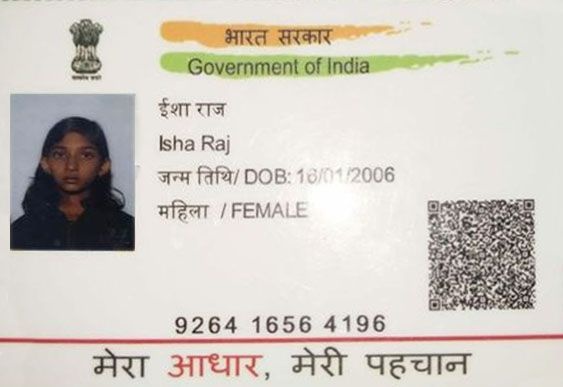 भारत सरकार
Government of India
ईशा राज
Isha Raj
जन्म तिथि/ DOB: 16/01/2006
महिला / FEMALE
9264 1656 4196
मेरा आधार, मेरी पहचान